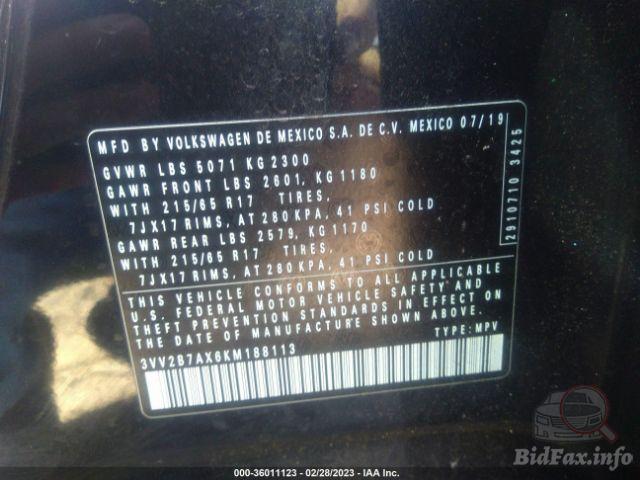 MFD BY VOLKSWAGEN DE MEXICO S.A. DE C.V. MEXICO 07/19
GVWR LBS 5071 KG 2300
GAWR FRONT LBS 2601, KG 1180
WITH 215/65 R17 TIRES,
7JX17 RIMS, AT 280 KPA, 41 PSI COLD
GAWR REAR LBS 2579, KG 1170
WITH 215/65 R17 TIRES,
7JX17 RIMS, AT 280 KPA, 41 PSI COLD
THIS VEHICLE CONFORMS TO ALL APPLICABLE
U.S. FEDERAL MOTOR VEHICLE SAFETY AND
THEFT PREVENTION STANDARDS IN EFFECT ON
THE DATE OF MANUFACTURE SHOWN ABOVE.
3VV2B7AX6KM188113 TYPE: MPV
2910710 3425
BidFax.info
000-36011123 - 02/28/2023 - IAA Inc.